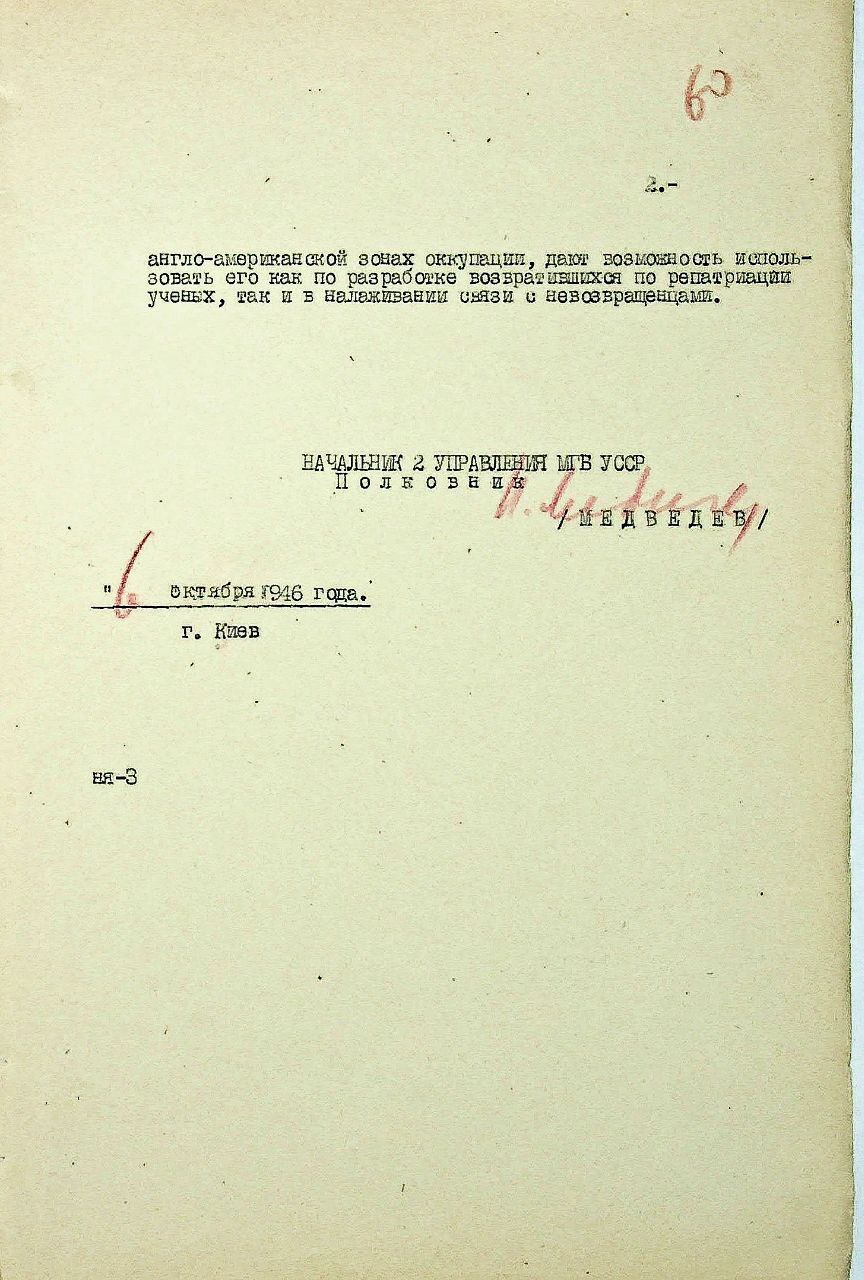 60
2.-
англо-американской зонах оккупации, дают возможность исполь-
зовать его как по разработке возвратившихся по репатриации
ученых, так и в налаживании связи с невозвращенцами.
НАЧАЛЬНИК 2 УПРАВЛЕНИЯ МГБ УССР
Полковник
/МЕДВЕДЕВ/
"6 октября 1946 года.
г. Киев
ня-3